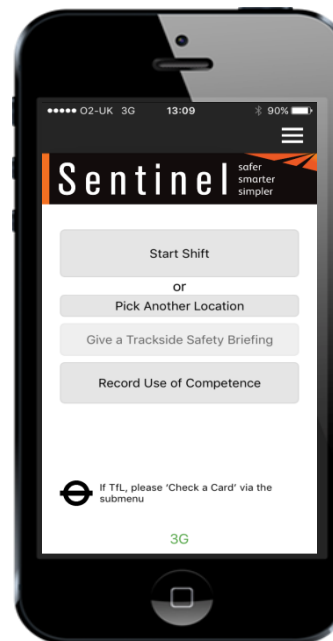 O2-UK 3G 13:09 90%
Sentinel
safer
smarter
simpler
Start Shift
or
Pick Another Location
Give a Trackside Safety Briefing
Record Use of Competence
If TfL, please ‘Check a Card’ via the
submenu
3G